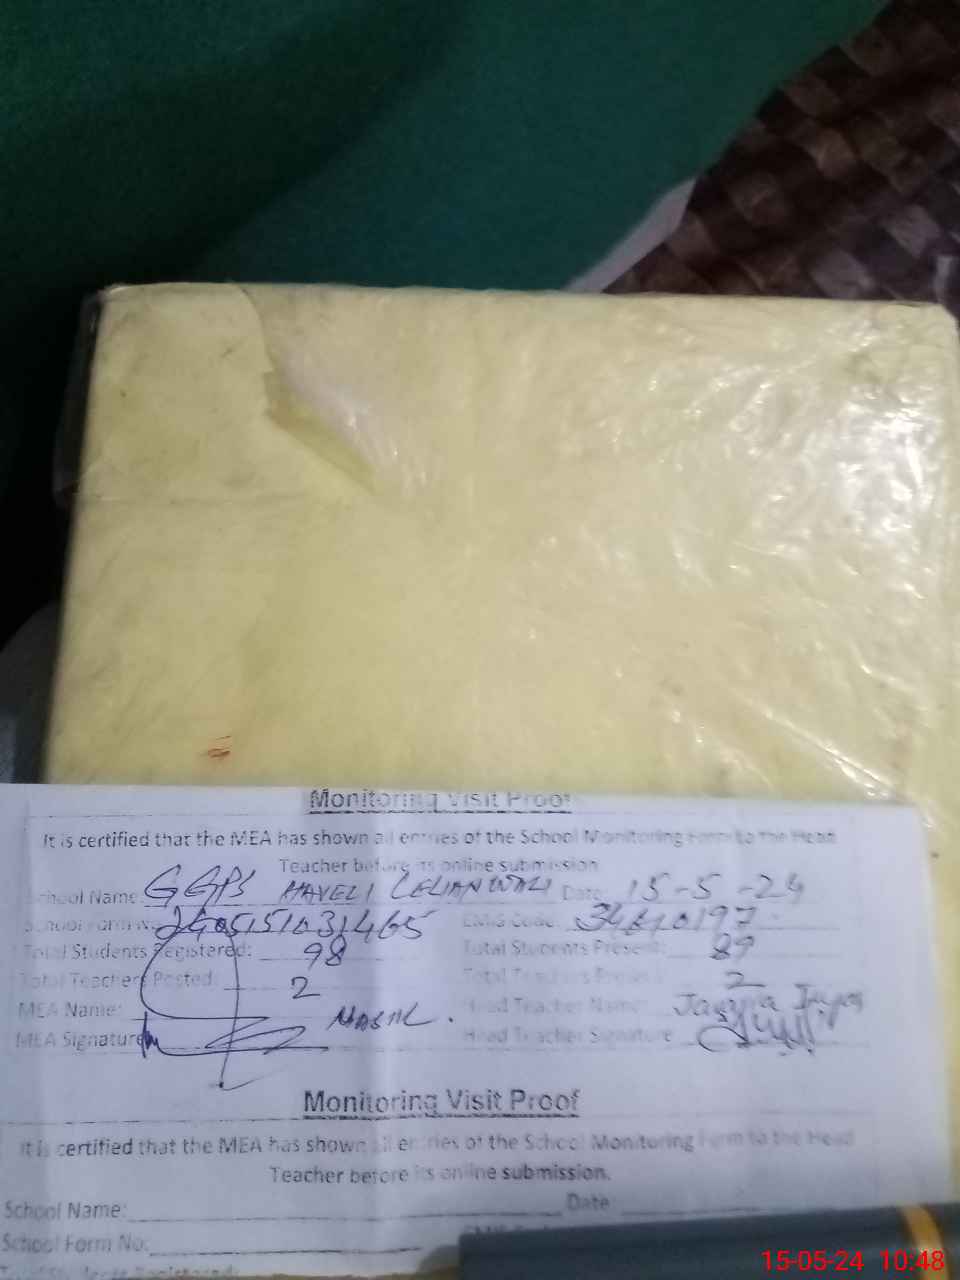 Monitoring Visit Proof
It is certified that the MEA has shown all entries of the School Monitoring Form to the Head
Teacher before its online submission
School Name: GGPS HAVELI LELIANWALI Date: 15-5-24
School Form No: EMIS Code: 34610197
Total Students Registered: 98 Total Students Present: 89
Total Teachers Posted: 2 Total Teachers Present: 2
MEA Name: Head Teacher Name:
MEA Signature Head Teacher Signature
Monitoring Visit Proof
It is certified that the MEA has shown all entries of the School Monitoring Form to the Head
Teacher before its online submission.
School Name: Date
School Form No:
15-05-24 10:48